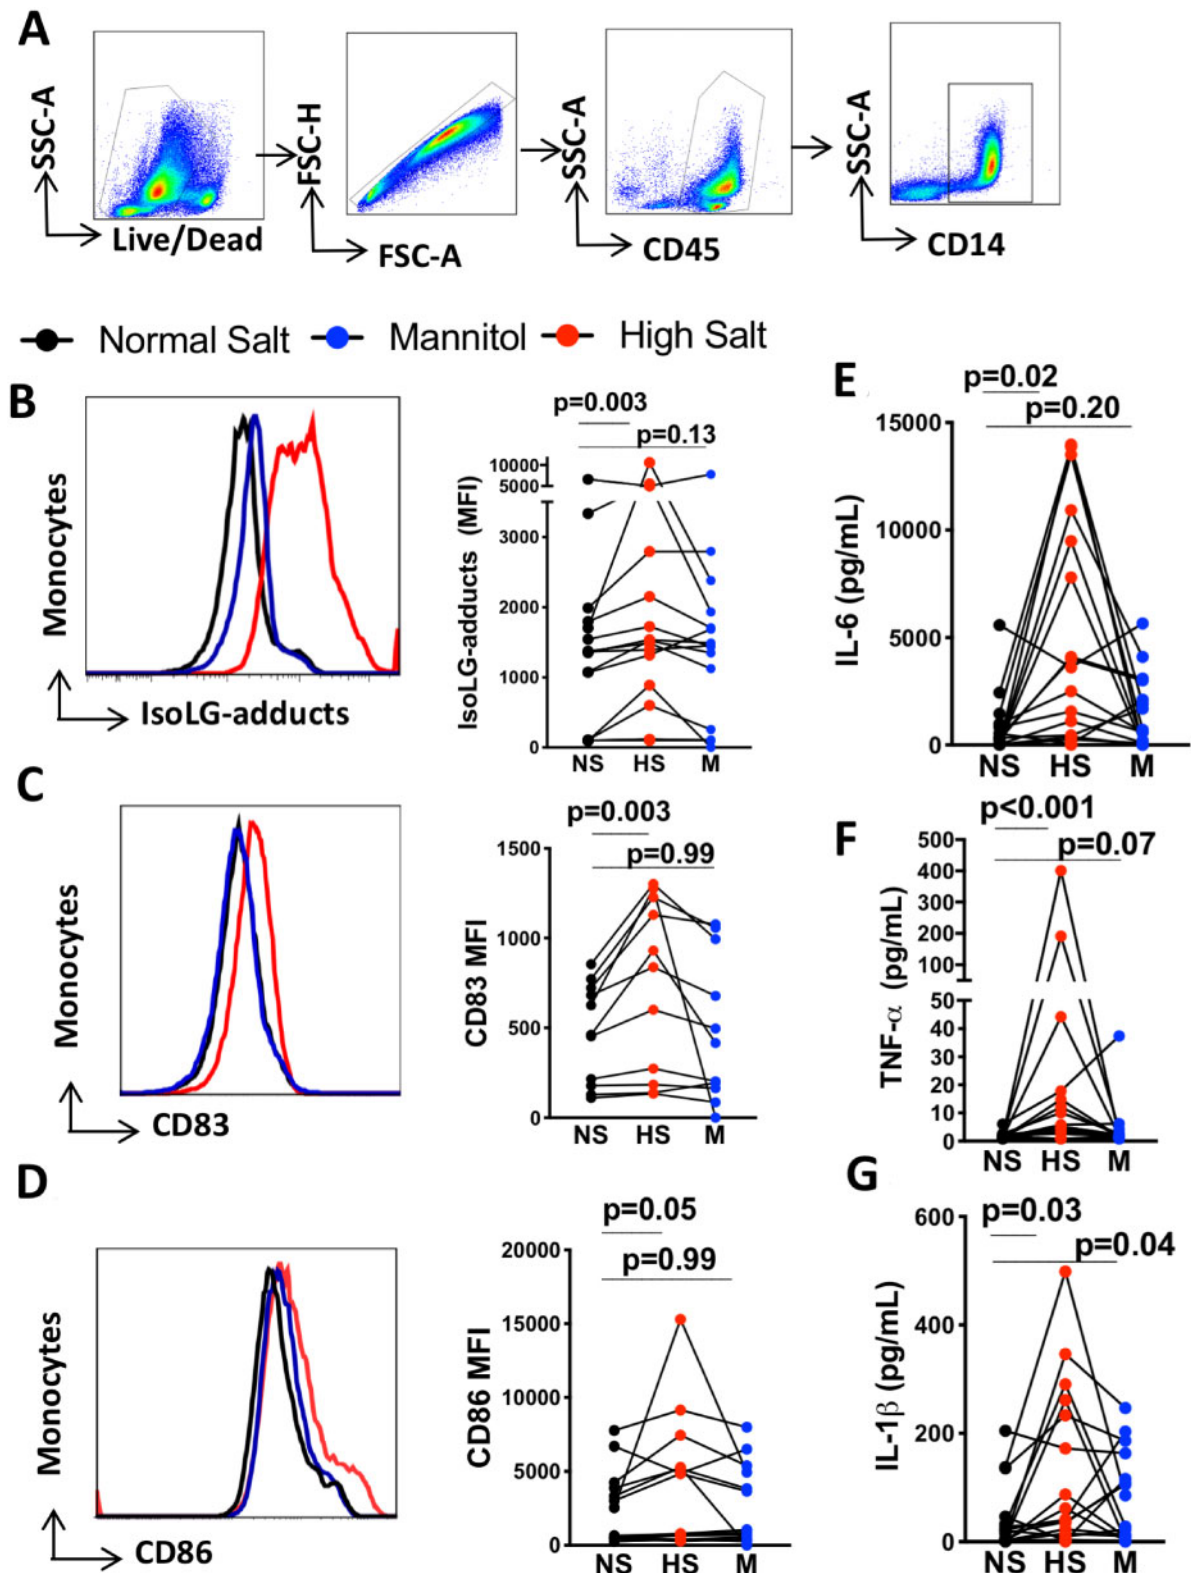 A
SSC-A
Live/Dead
FSC-H
FSC-A
SSC-A
CD45
SSC-A
CD14
Normal Salt
Mannitol
High Salt
B
Monocytes
IsoLG-adducts
p=0.003
p=0.13
IsoLG-adducts (MFI)
10000
5000
3000
2000
1000
0
NS HS M
C
Monocytes
CD83
p=0.003
p=0.99
CD83 MFI
1500
1000
500
0
NS HS M
D
Monocytes
CD86
p=0.05
p=0.99
CD86 MFI
20000
15000
10000
5000
0
NS HS M
E
p=0.02
p=0.20
IL-6 (pg/mL)
15000
10000
5000
0
NS HS M
F
p<0.001
p=0.07
TNF-α (pg/mL)
500
400
300
200
100
50
40
30
20
10
0
NS HS M
G
p=0.03
p=0.04
IL-1β (pg/mL)
600
400
200
0
NS HS M